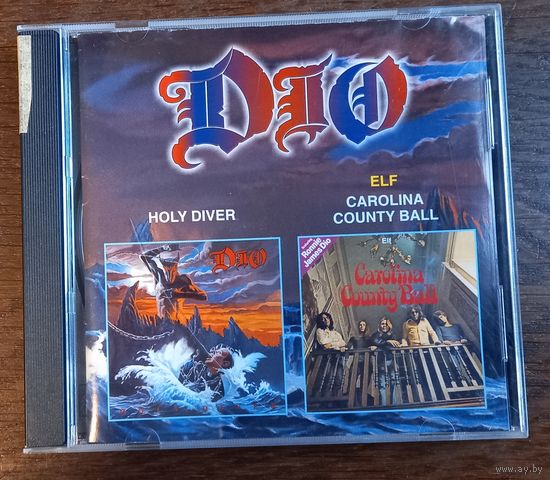 DIO
ELF
HOLY DIVER
CAROLINA
COUNTY BALL
DIO
Ronnie
James Dio
Elf
Carolina
County Ball
www.ay.by